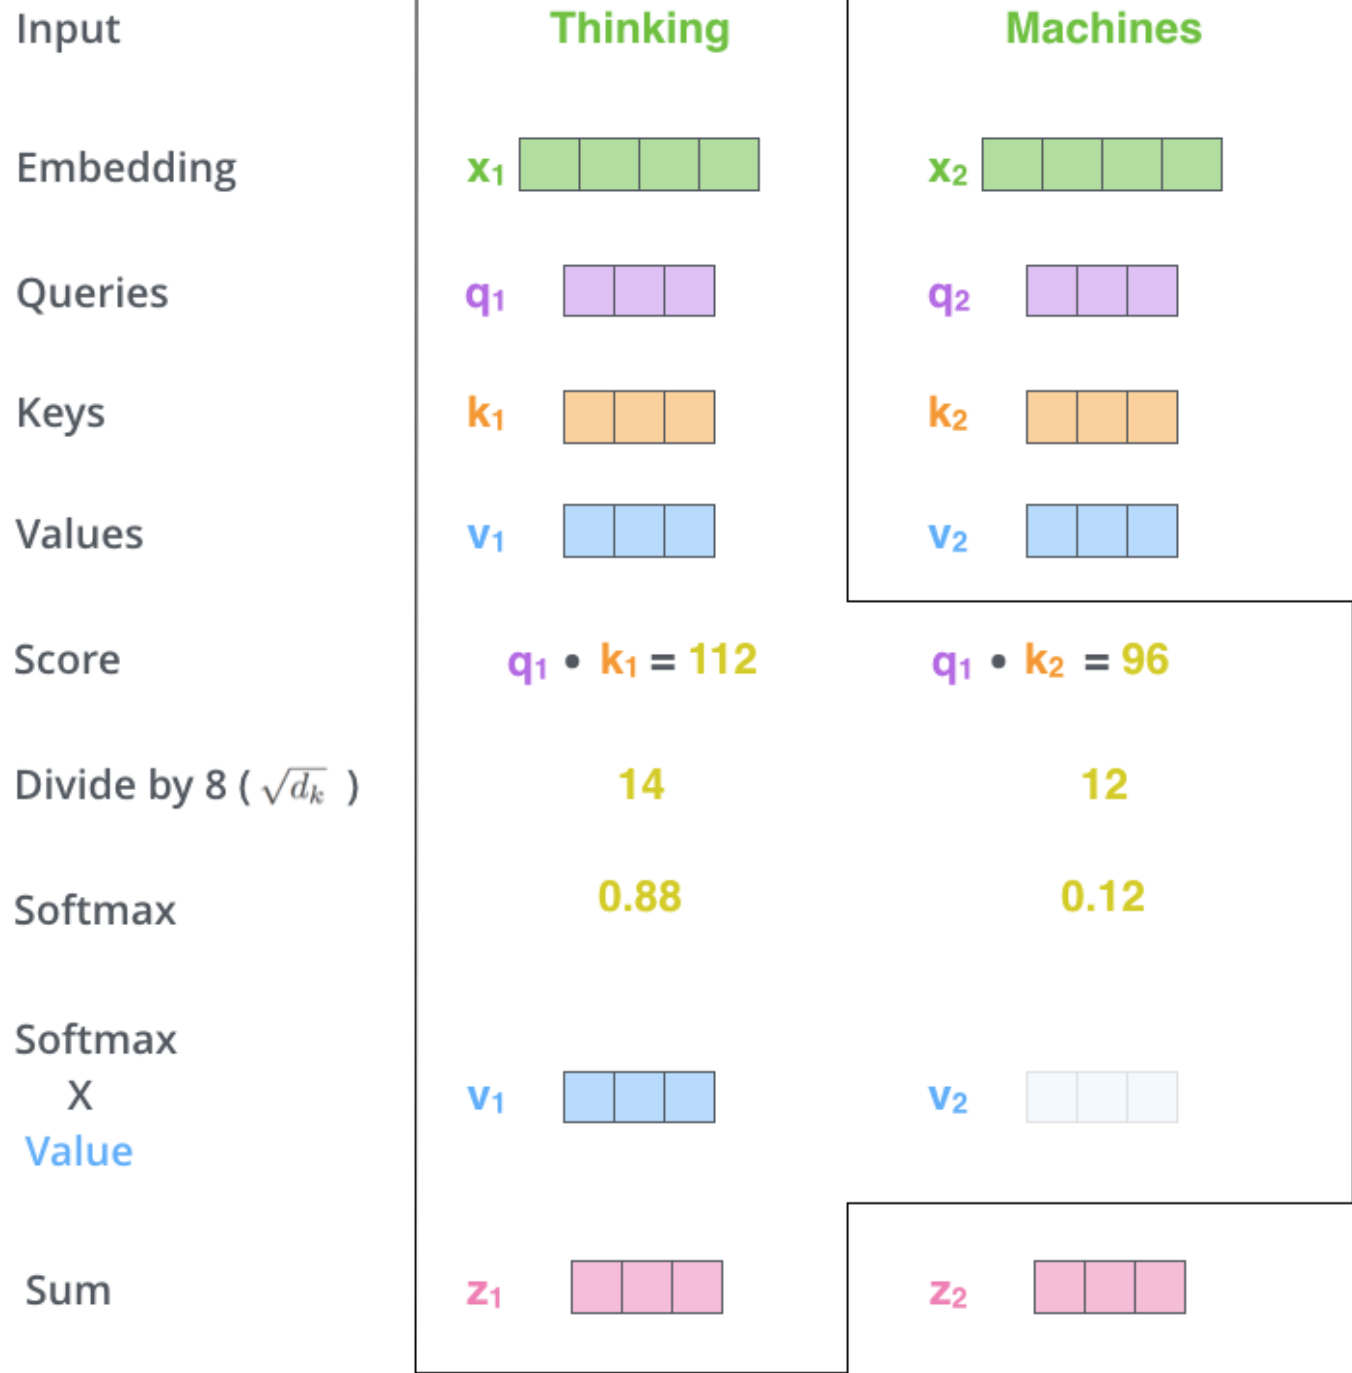 Input Thinking Machines
Embedding x₁ x₂
Queries q₁ q₂
Keys k₁ k₂
Values v₁ v₂
Score q₁ • k₁ = 112 q₁ • k₂ = 96
Divide by 8 ( √dₖ ) 14 12
Softmax 0.88 0.12
Softmax
X v₁ v₂
Value
Sum z₁ z₂